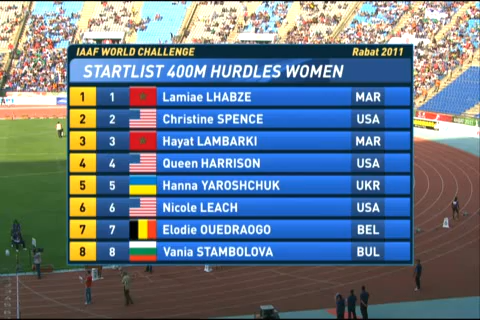 IAAF WORLD CHALLENGE Rabat 2011
STARTLIST 400M HURDLES WOMEN
1 1 Lamiae LHABZE MAR
2 2 Christine SPENCE USA
3 3 Hayat LAMBARKI MAR
4 4 Queen HARRISON USA
5 5 Hanna YAROSHCHUK UKR
6 6 Nicole LEACH USA
7 7 Elodie OUEDRAOGO BEL
8 8 Vania STAMBOLOVA BUL